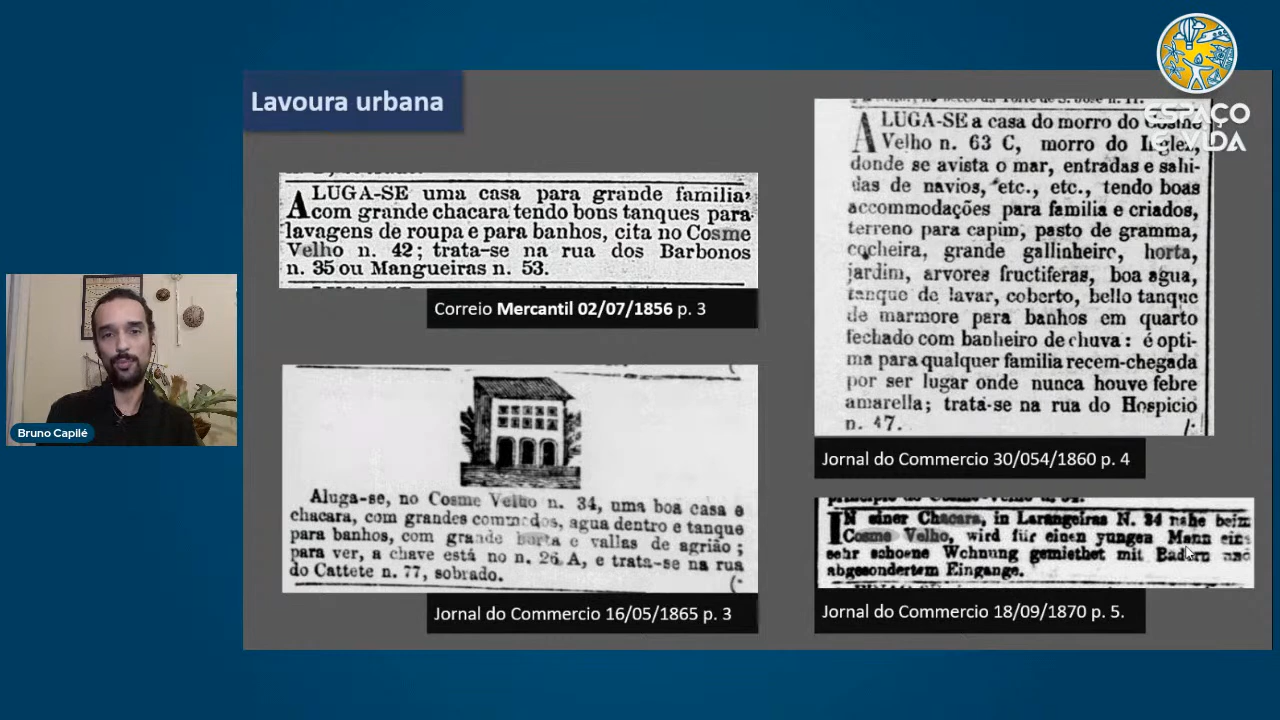 Lavoura urbana
ESPAÇO
E VIDA
ALUGA-SE uma casa para grande familia,
com grande chacara tendo bons tanques para
lavagens de roupa e para banhos, cita no Cosme
Velho n. 42; trata-se na rua dos Barbonos
n. 35 ou Mangueiras n. 53.
Correio Mercantil 02/07/1856 p. 3
Aluga-se, no Cosme Velho n. 34, uma boa casa e
chacara, com grandes commodos, agua dentro e tanque
para banhos, com grande horta e vallas de agrião;
para ver, a chave está no n. 26 A, e trata-se na rua
do Cattete n. 77, sobrado.
Jornal do Commercio 16/05/1865 p. 3
ALUGA-SE a casa do morro do Cosme
Velho n. 63 C, morro do Inglez,
donde se avista o mar, entradas e sahi-
das de navios, etc., etc., tendo boas
accommodações para familia e criados,
terreno para capim, pasto de gramma,
cocheira, grande gallinheiro, horta,
jardim, arvores fructiferas, boa agua,
tanque de lavar, coberto, bello tanque
de marmore para banhos em quarto
fechado com banheiro de chuva: é opti-
ma para qualquer familia recem-chegada
por ser lugar onde nunca houve febre
amarella; trata-se na rua do Hospicio
n. 47.
Jornal do Commercio 30/054/1860 p. 4
IN einer Chacara, in Larangeiras N. 34 nahe beim
Cosme Velho, wird für einen yungen Mann eine
sehr schoene Wohnung gemiethet mit Badern und
abgesondertem Eingange.
Jornal do Commercio 18/09/1870 p. 5.
Bruno Capilé